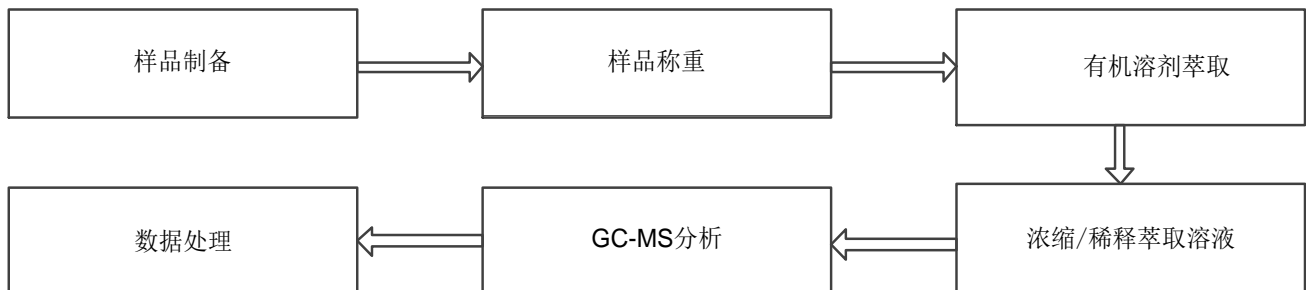 样品制备
样品称重
有机溶剂萃取
浓缩/稀释萃取溶液
GC-MS分析
数据处理